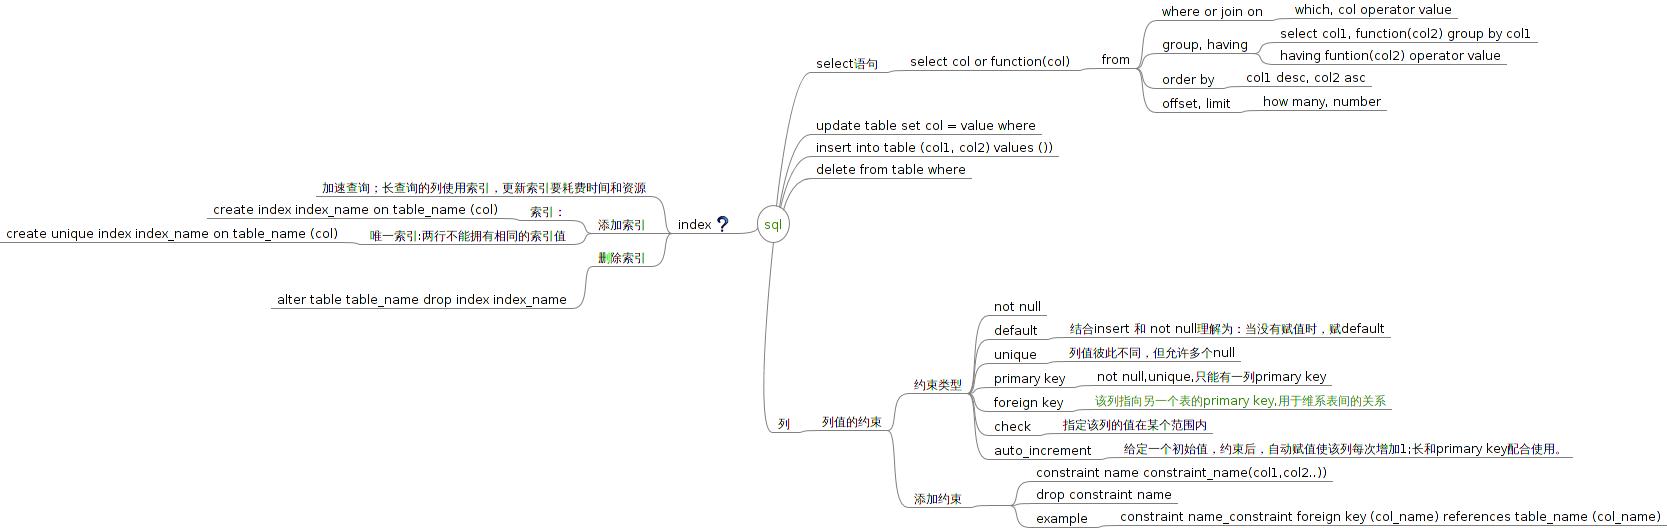 where or join on
which, col operator value
group, having
select col1, function(col2) group by col1
having funtion(col2) operator value
select语句
select col or function(col)
from
order by
col1 desc, col2 asc
offset, limit
how many, number
update table set col = value where
insert into table (col1, col2) values ())
delete from table where
加速查询；长查询的列使用索引，更新索引要耗费时间和资源
create index index_name on table_name (col)
索引：
添加索引
index
sql
create unique index index_name on table_name (col)
唯一索引:两行不能拥有相同的索引值
删除索引
alter table table_name drop index index_name
not null
default
结合insert 和 not null理解为：当没有赋值时，赋default
unique
列值彼此不同，但允许多个null
约束类型
primary key
not null,unique,只能有一列primary key
foreign key
该列指向另一个表的primary key,用于维系表间的关系
列
列值的约束
check
指定该列的值在某个范围内
auto_increment
给定一个初始值，约束后，自动赋值使该列每次增加1;长和primary key配合使用。
constraint name constraint_name(col1,col2..))
添加约束
drop constraint name
example
constraint name_constraint foreign key (col_name) references table_name (col_name)